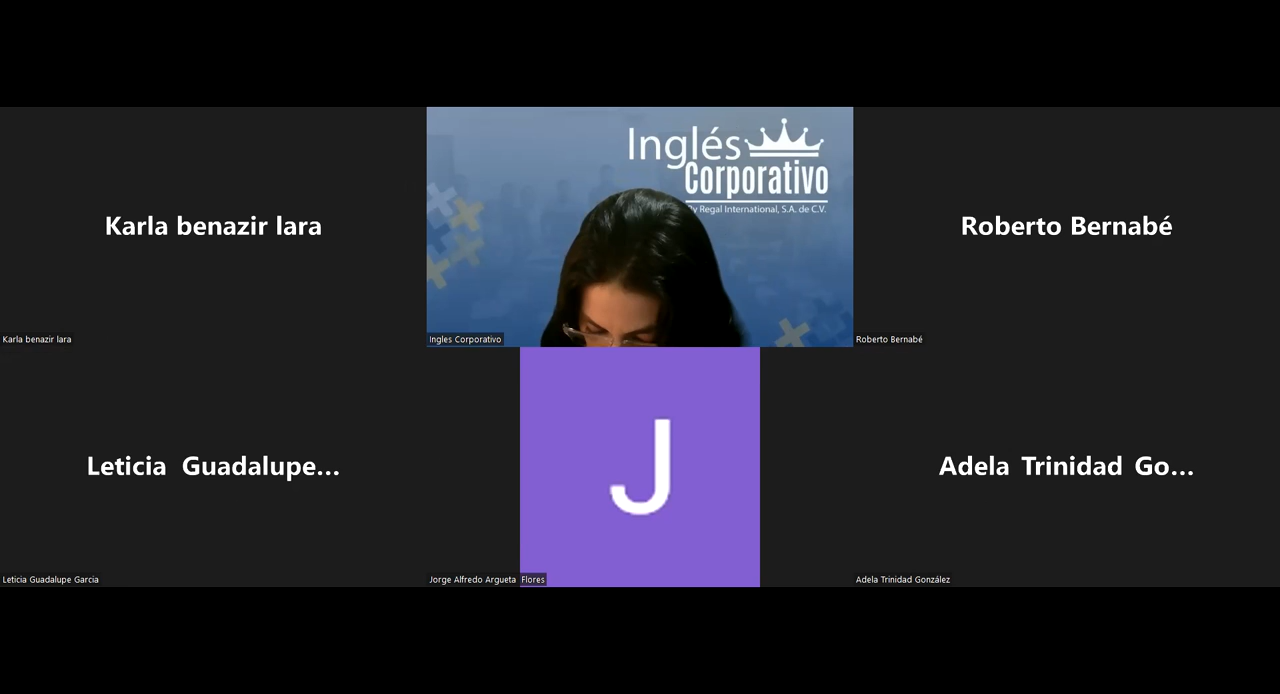 Karla benazir lara
Karla benazir lara
Inglés
Corporativo
By Regal International, S.A. de C.V.
Ingles Corporativo
Roberto Bernabé
Roberto Bernabé
Leticia Guadalupe...
Leticia Guadalupe Garcia
J
Jorge Alfredo Argueta Flores
Adela Trinidad Go...
Adela Trinidad González